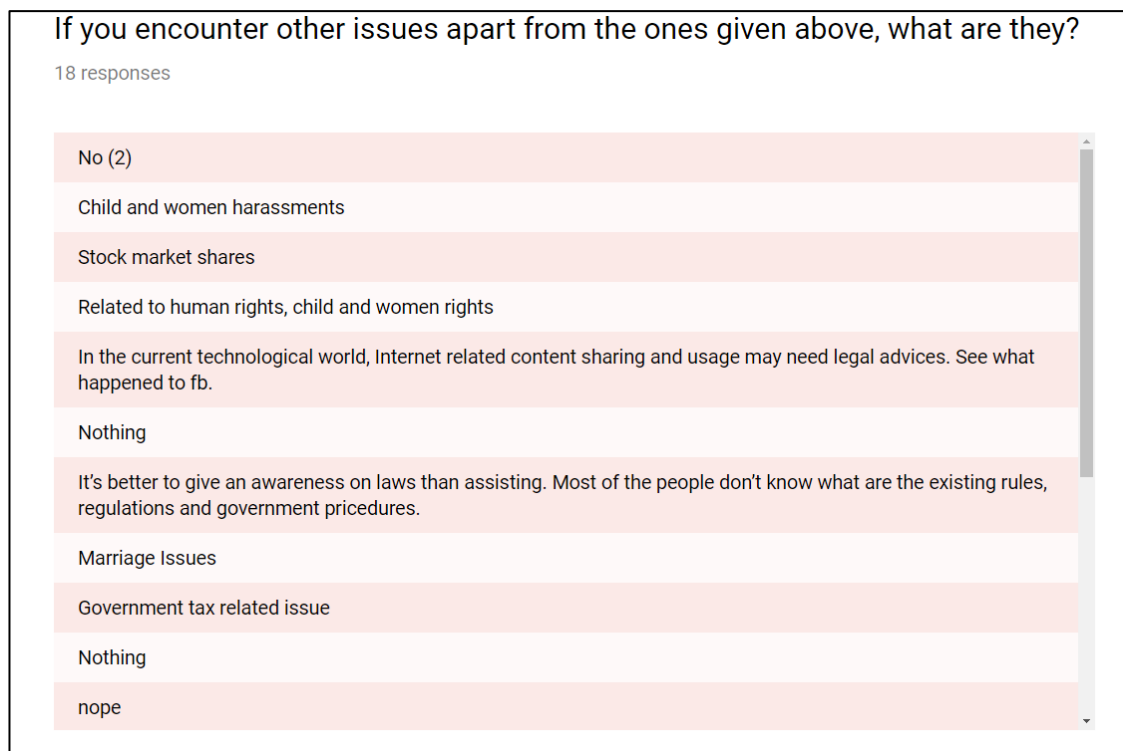 If you encounter other issues apart from the ones given above, what are they?
18 responses
No (2)
Child and women harassments
Stock market shares
Related to human rights, child and women rights
In the current technological world, Internet related content sharing and usage may need legal advices. See what
happened to fb.
Nothing
It’s better to give an awareness on laws than assisting. Most of the people don’t know what are the existing rules,
regulations and government pricedures.
Marriage Issues
Government tax related issue
Nothing
nope